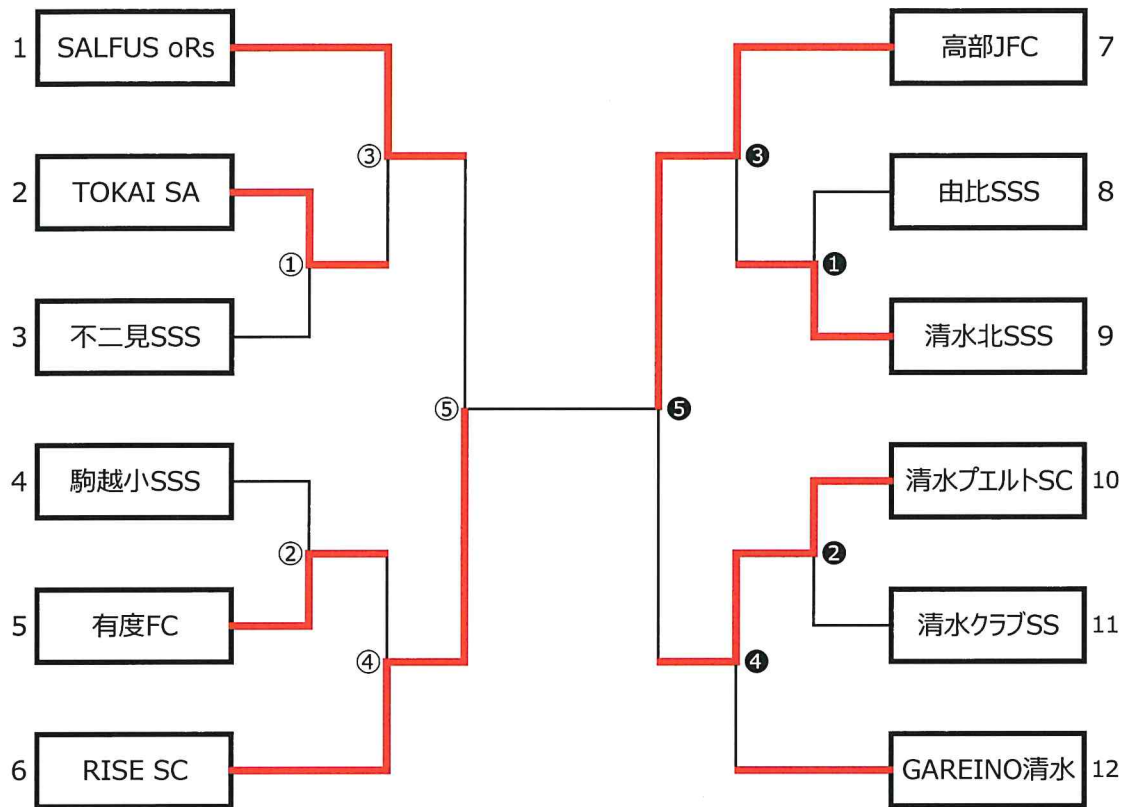 1 SALFUS oRs
2 TOKAI SA
3 不二見SSS
4 駒越小SSS
5 有度FC
6 RISE SC
③
①
⑤
②
④
高部JFC 7
由比SSS 8
清水北SSS 9
清水プエルトSC 10
清水クラブSS 11
GAREINO清水 12
❸
❶
❺
❷
❹